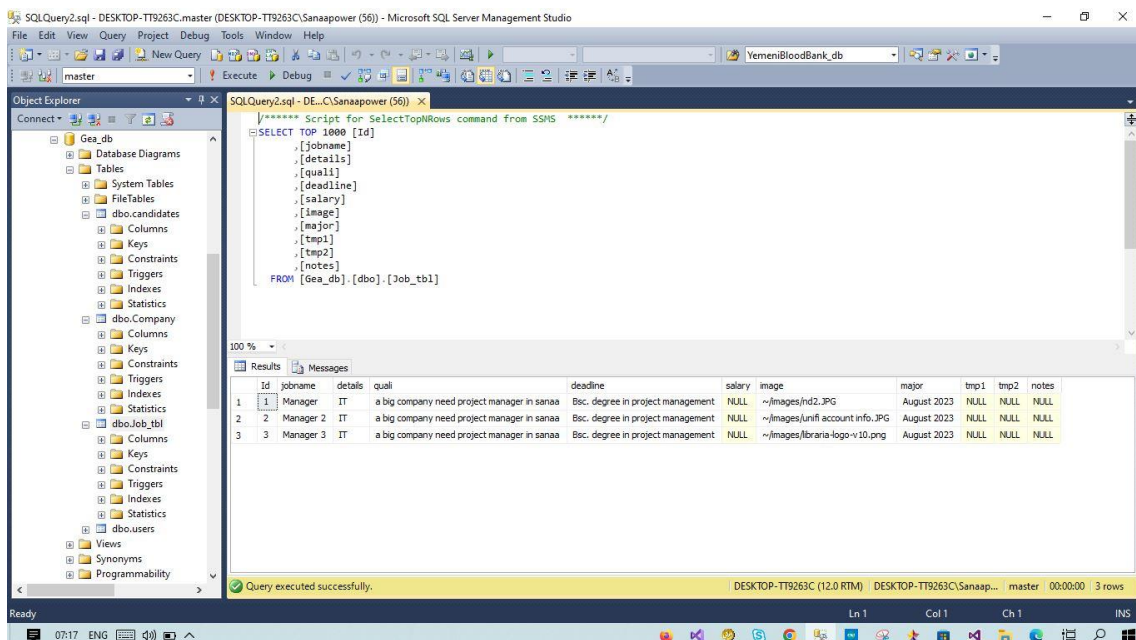 SQLQuery2.sql - DESKTOP-TT9263C.master (DESKTOP-TT9263C\Sanaapower (56)) - Microsoft SQL Server Management Studio
File Edit View Query Project Debug Tools Window Help
New Query YemeniBloodBank_db
master Execute Debug
Object Explorer
Connect
Gea_db
Database Diagrams
Tables
System Tables
FileTables
dbo.candidates
Columns
Keys
Constraints
Triggers
Indexes
Statistics
dbo.Company
Columns
Keys
Constraints
Triggers
Indexes
Statistics
dbo.Job_tbl
Columns
Keys
Constraints
Triggers
Indexes
Statistics
dbo.users
Views
Synonyms
Programmability
SQLQuery2.sql - DE...C\Sanaapower (56))
/****** Script for SelectTopNRows command from SSMS ******/
SELECT TOP 1000 [Id]
,[jobname]
,[details]
,[quali]
,[deadline]
,[salary]
,[image]
,[major]
,[tmp1]
,[tmp2]
,[notes]
FROM [Gea_db].[dbo].[Job_tbl]
100 %
Results Messages
Id jobname details quali deadline salary image major tmp1 tmp2 notes
1 1 Manager IT a big company need project manager in sanaa Bsc. degree in project management NULL ~/images/nd2.JPG August 2023 NULL NULL NULL
2 2 Manager 2 IT a big company need project manager in sanaa Bsc. degree in project management NULL ~/images/unifi account info.JPG August 2023 NULL NULL NULL
3 3 Manager 3 IT a big company need project manager in sanaa Bsc. degree in project management NULL ~/images/libraria-logo-v10.png August 2023 NULL NULL NULL
Query executed successfully. DESKTOP-TT9263C (12.0 RTM) DESKTOP-TT9263C\Sanaap... master 00:00:00 3 rows
Ready Ln 1 Col 1 Ch 1 INS
07:17 ENG